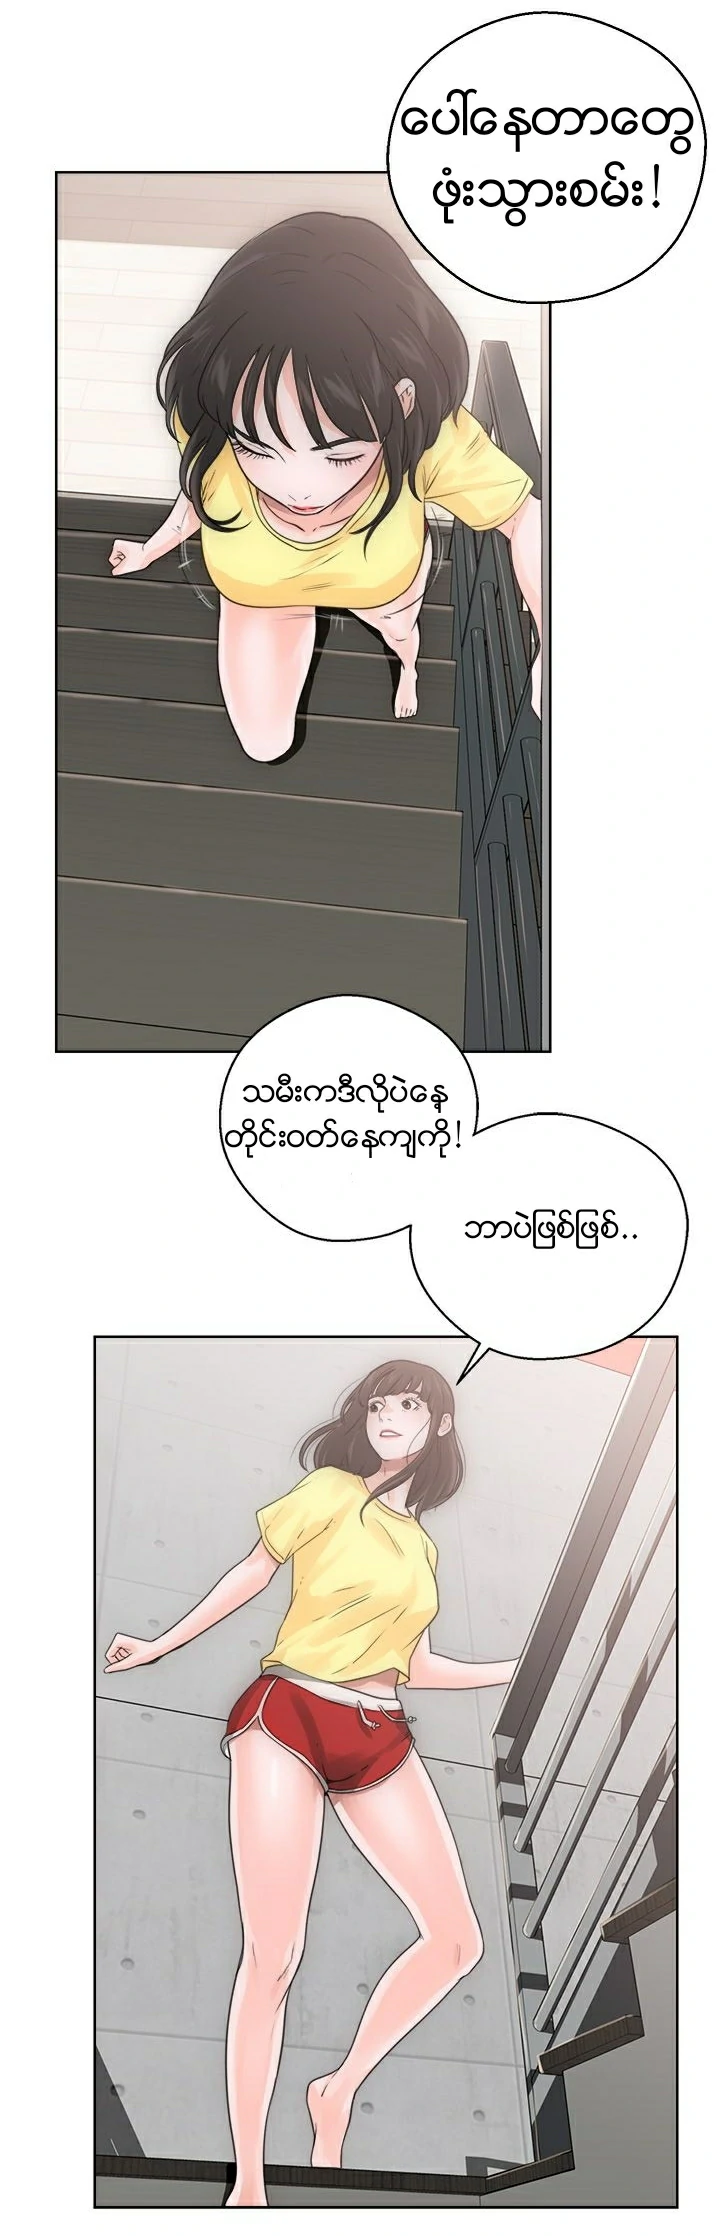 ပေါ်နေတာတွေ
ဖုံးသွားစမ်း!
သမီးကဒီလိုပဲနေ့
တိုင်းဝတ်နေကျကို!
ဘာပဲဖြစ်ဖြစ်..